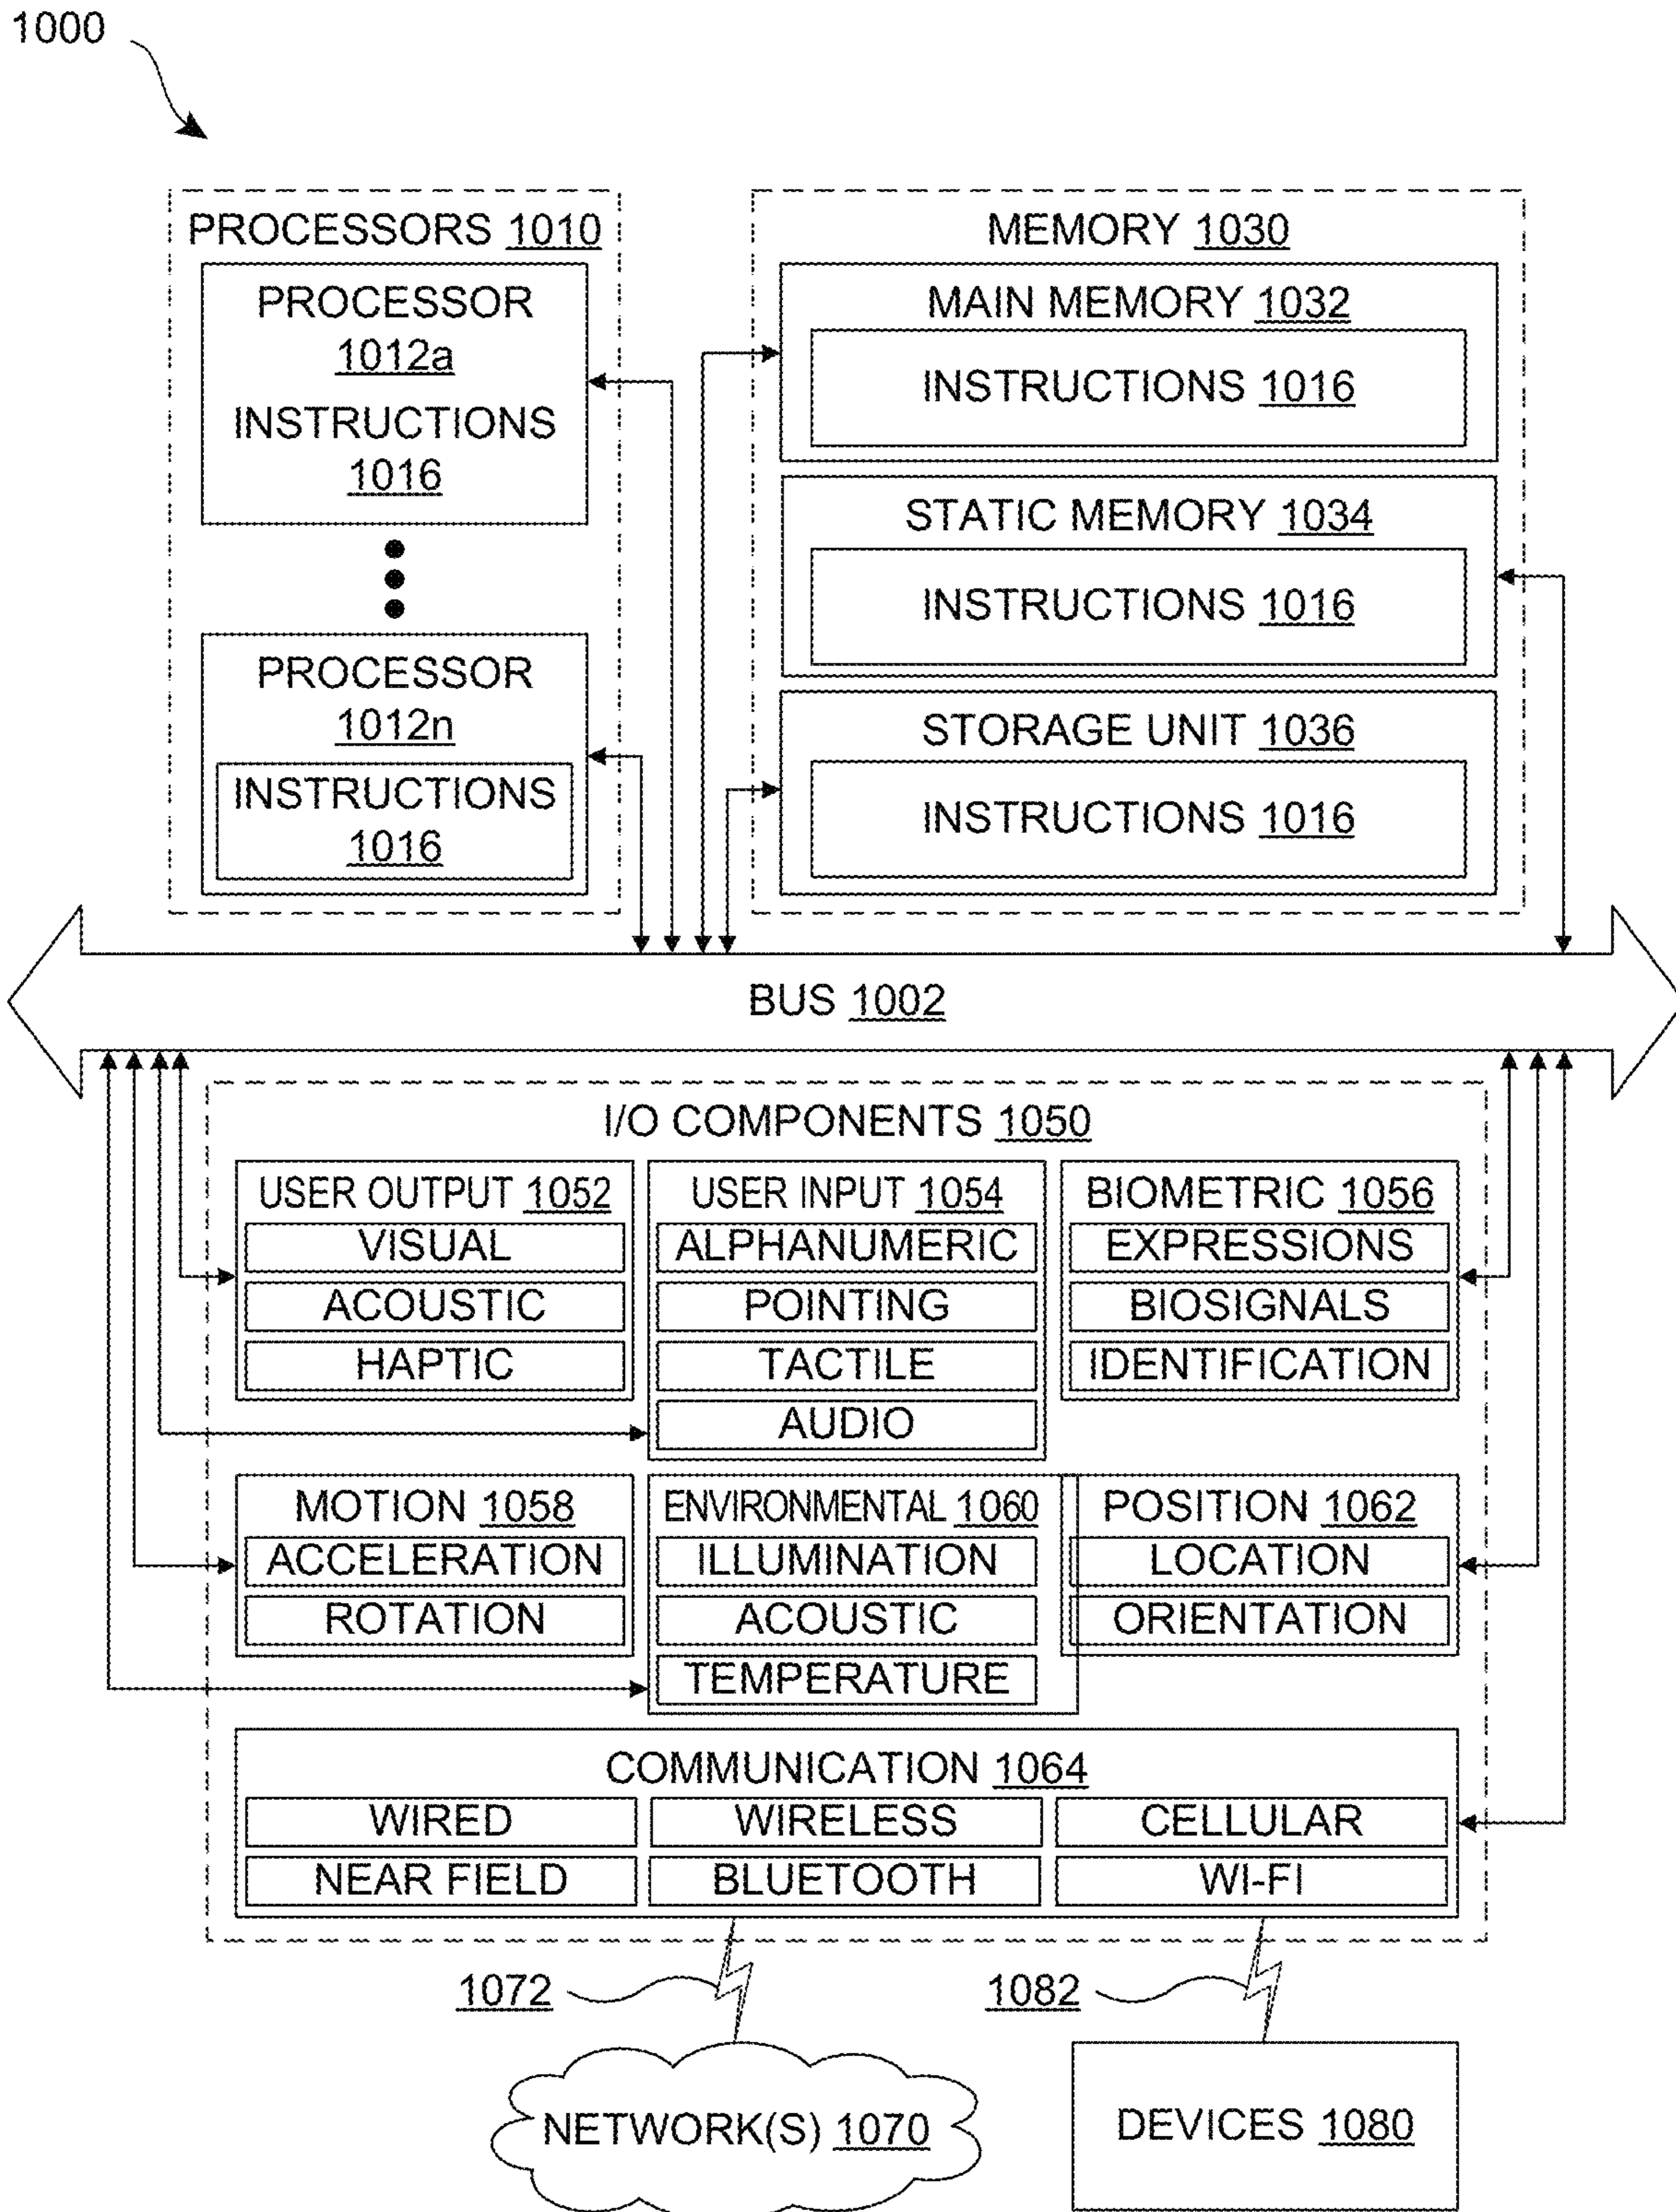 1000
PROCESSORS 1010
PROCESSOR
1012a
INSTRUCTIONS
1016
PROCESSOR
1012n
INSTRUCTIONS
1016
MEMORY 1030
MAIN MEMORY 1032
INSTRUCTIONS 1016
STATIC MEMORY 1034
INSTRUCTIONS 1016
STORAGE UNIT 1036
INSTRUCTIONS 1016
BUS 1002
I/O COMPONENTS 1050
USER OUTPUT 1052
VISUAL
ACOUSTIC
HAPTIC
USER INPUT 1054
ALPHANUMERIC
POINTING
TACTILE
AUDIO
BIOMETRIC 1056
EXPRESSIONS
BIOSIGNALS
IDENTIFICATION
MOTION 1058
ACCELERATION
ROTATION
ENVIRONMENTAL 1060
ILLUMINATION
ACOUSTIC
TEMPERATURE
POSITION 1062
LOCATION
ORIENTATION
COMMUNICATION 1064
WIRED
WIRELESS
CELLULAR
NEAR FIELD
BLUETOOTH
WI-FI
1072
1082
NETWORK(S) 1070
DEVICES 1080